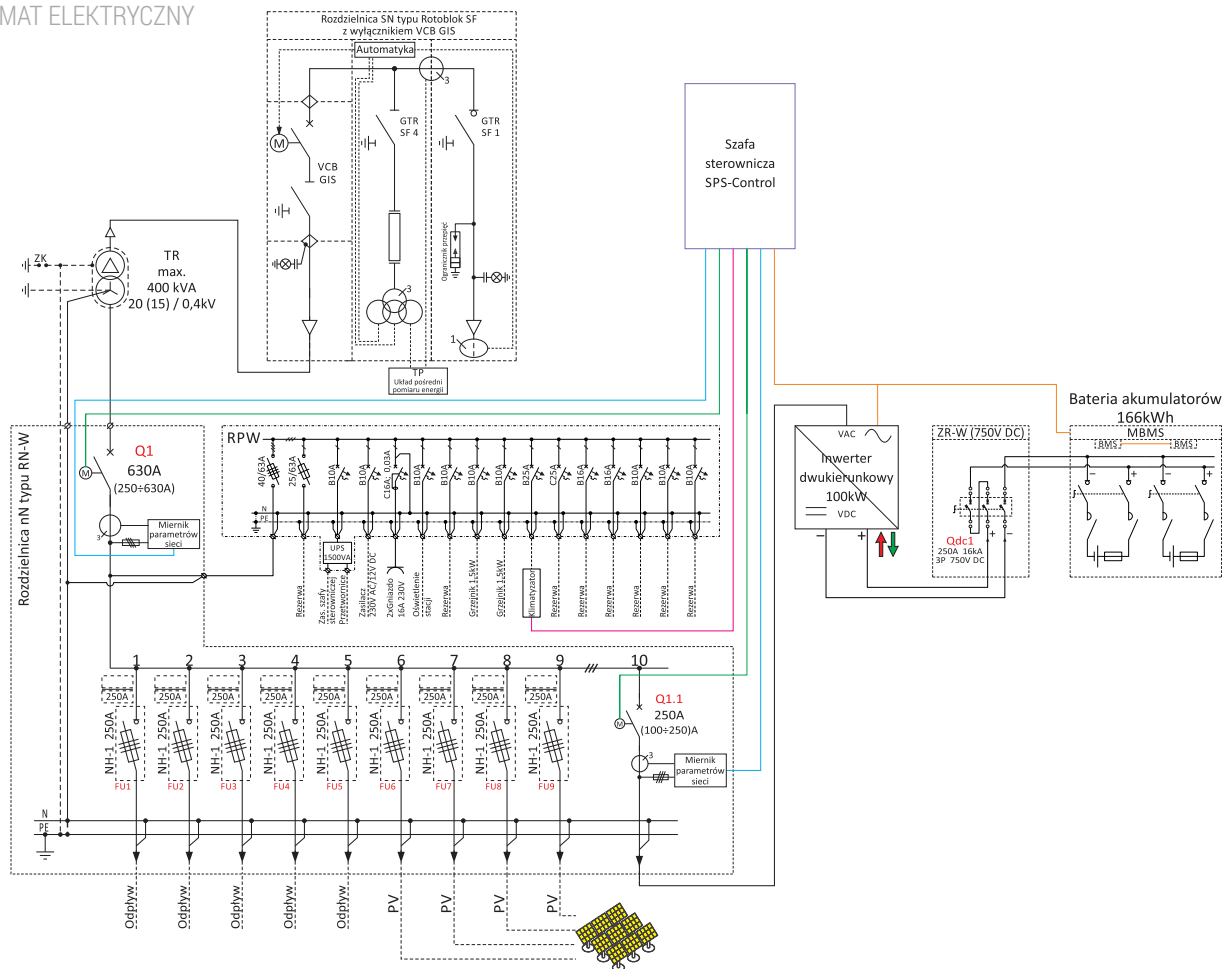 MAT ELEKTRYCZNY
Rozdzielnica SN typu Rotoblok SF
z wyłącznikiem VCB GIS
Automatyka
3
GTR
SF 4
GTR
SF 1
M
VCB
GIS
Ogranicznik przepięć
3
1
TP
Układ pośredni
pomiaru energii
ZK
TR
max.
400 kVA
20 (15) / 0,4kV
Szafa
sterownicza
SPS-Control
Rozdzielnica nN typu RN-W
Q1
630A
(250÷630A)
M
3
Miernik
parametrów
sieci
RPW
40/63A
25/63A
B10A
B10A
C16A; 0,03A
B10A
B10A
B10A
B10A
B25A
C25A
B10A
B16A
B10A
B10A
N
PE
UPS
1500VA
Rezerwa
Zas. szafy
sterowniczej
Przetwornice
Zasilacz
230V AC/12V DC
2xGniazdo
16A 230V
Oświetlenie
stacji
Rezerwa
Grzejnik 1,5kW
Grzejnik 1,5kW
Klimatyzator
Rezerwa
Rezerwa
Rezerwa
Rezerwa
Rezerwa
VAC
Inwerter
dwukierunkowy
100kW
VDC
−
+
ZR-W (750V DC)
Qdc1
250A 16kA
3P 750V DC
+
−
Bateria akumulatorów
166kWh
MBMS
BMS
BMS
−
+
−
+
1
2
3
4
5
6
7
8
9
10
250A
250A
250A
250A
250A
250A
250A
250A
250A
NH-1 250A
NH-1 250A
NH-1 250A
NH-1 250A
NH-1 250A
NH-1 250A
NH-1 250A
NH-1 250A
NH-1 250A
FU1
FU2
FU3
FU4
FU5
FU6
FU7
FU8
FU9
Q1.1
250A
(100÷250)A
M
3
Miernik
parametrów
sieci
N
PE
Odpływ
Odpływ
Odpływ
Odpływ
Odpływ
PV
PV
PV
PV